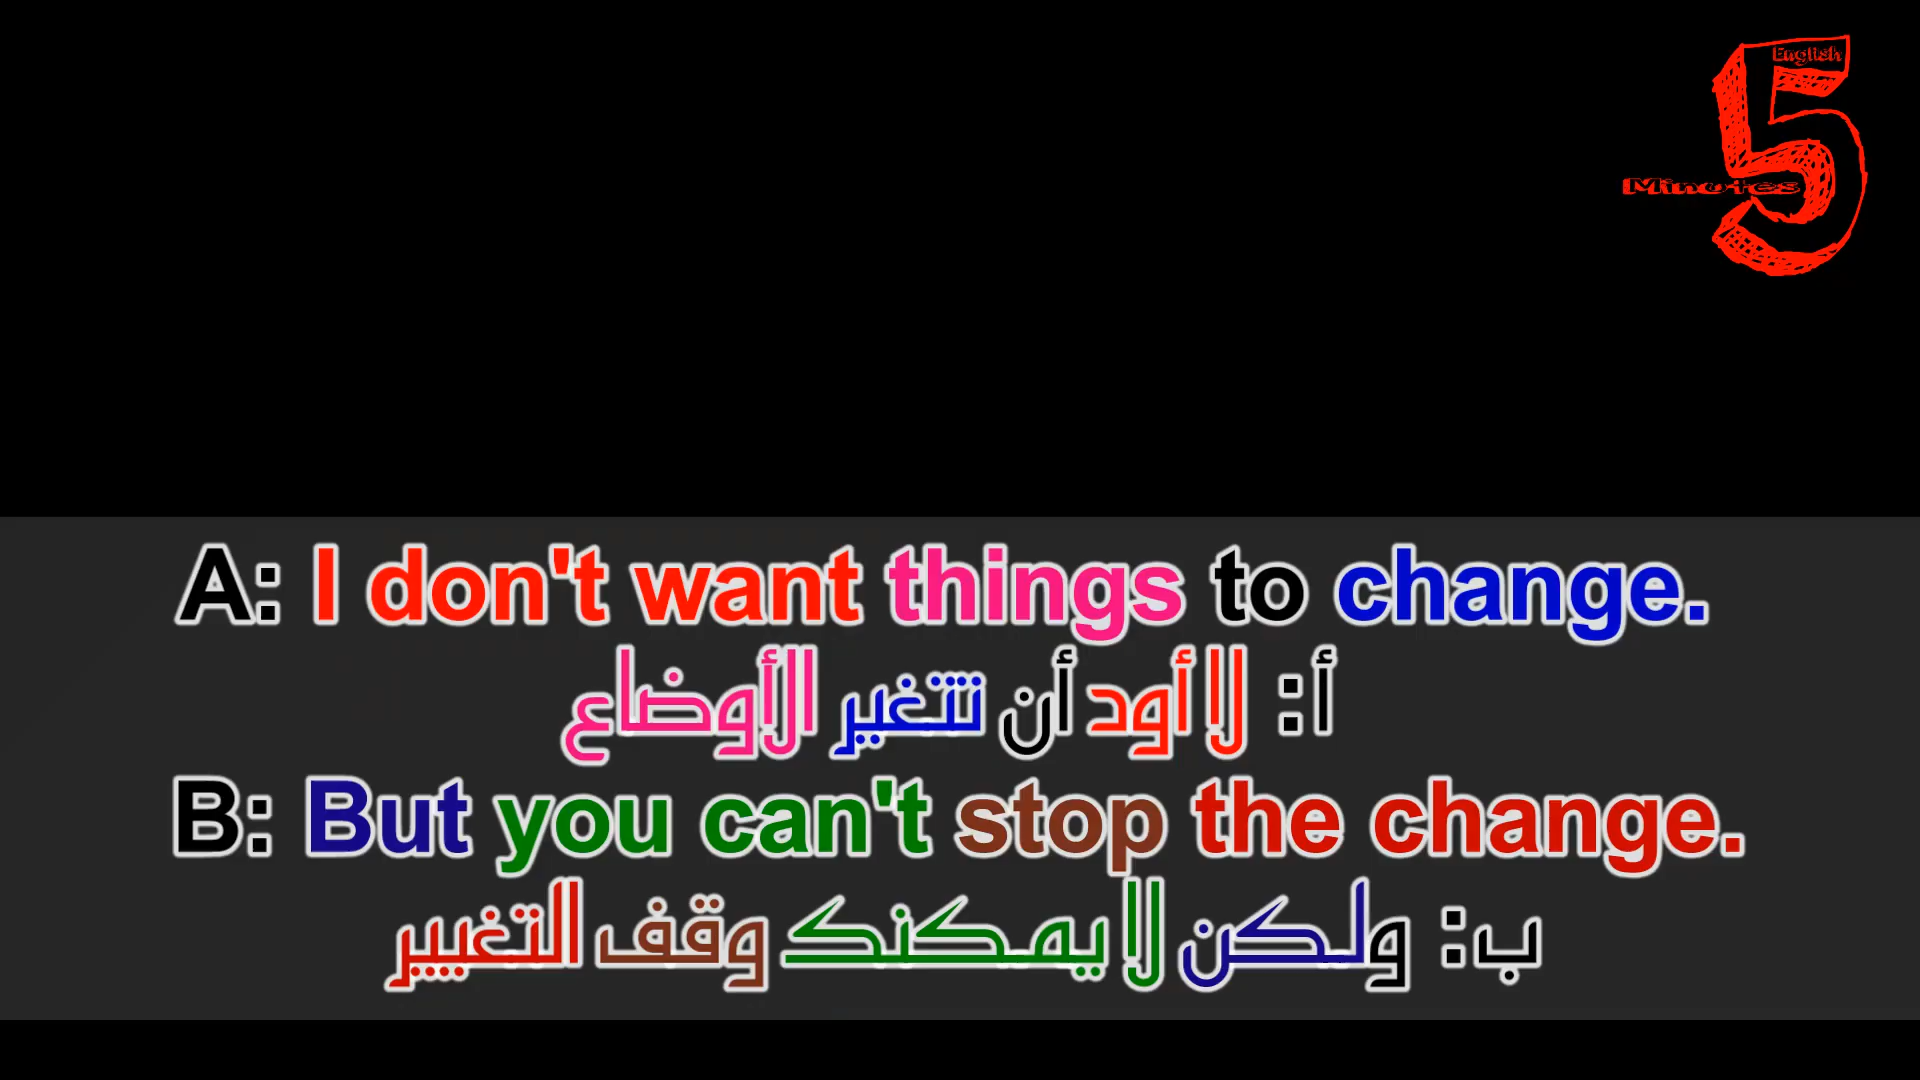 English
5
Minutes
A: I don't want things to change.
أ: لا أود أن تتغير الأوضاع
B: But you can't stop the change.
ب: ولكن لا يمكنك وقف التغيير